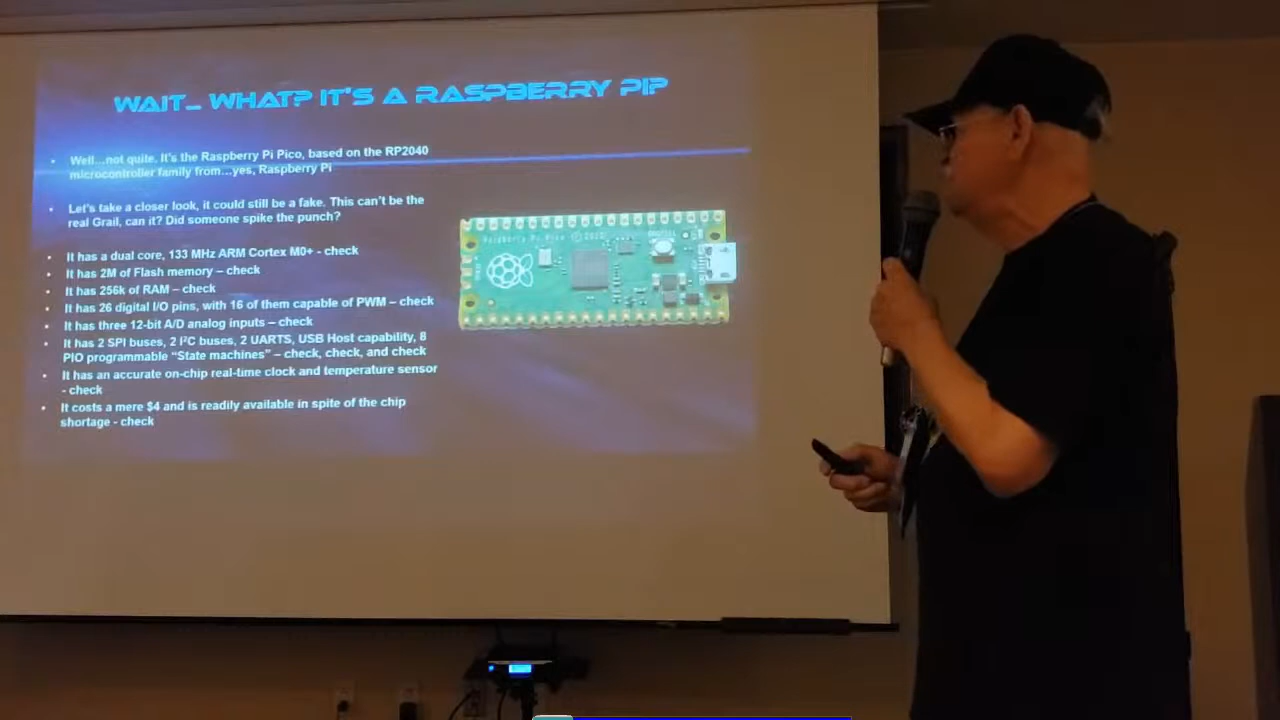 WAIT... WHAT? IT'S A RASPBERRY PI?
• Well...not quite. It's the Raspberry Pi Pico, based on the RP2040
microcontroller family from...yes, Raspberry Pi
• Let's take a closer look, it could still be a fake. This can't be the
real Grail, can it? Did someone spike the punch?
• It has a dual core, 133 MHz ARM Cortex M0+ - check
• It has 2M of Flash memory – check
• It has 256k of RAM – check
• It has 26 digital I/O pins, with 16 of them capable of PWM – check
• It has three 12-bit A/D analog inputs – check
• It has 2 SPI buses, 2 I²C buses, 2 UARTS, USB Host capability, 8
PIO programmable “State machines” – check, check, and check
• It has an accurate on-chip real-time clock and temperature sensor
- check
• It costs a mere $4 and is readily available in spite of the chip
shortage - check
Raspberry Pi Pico © 2020